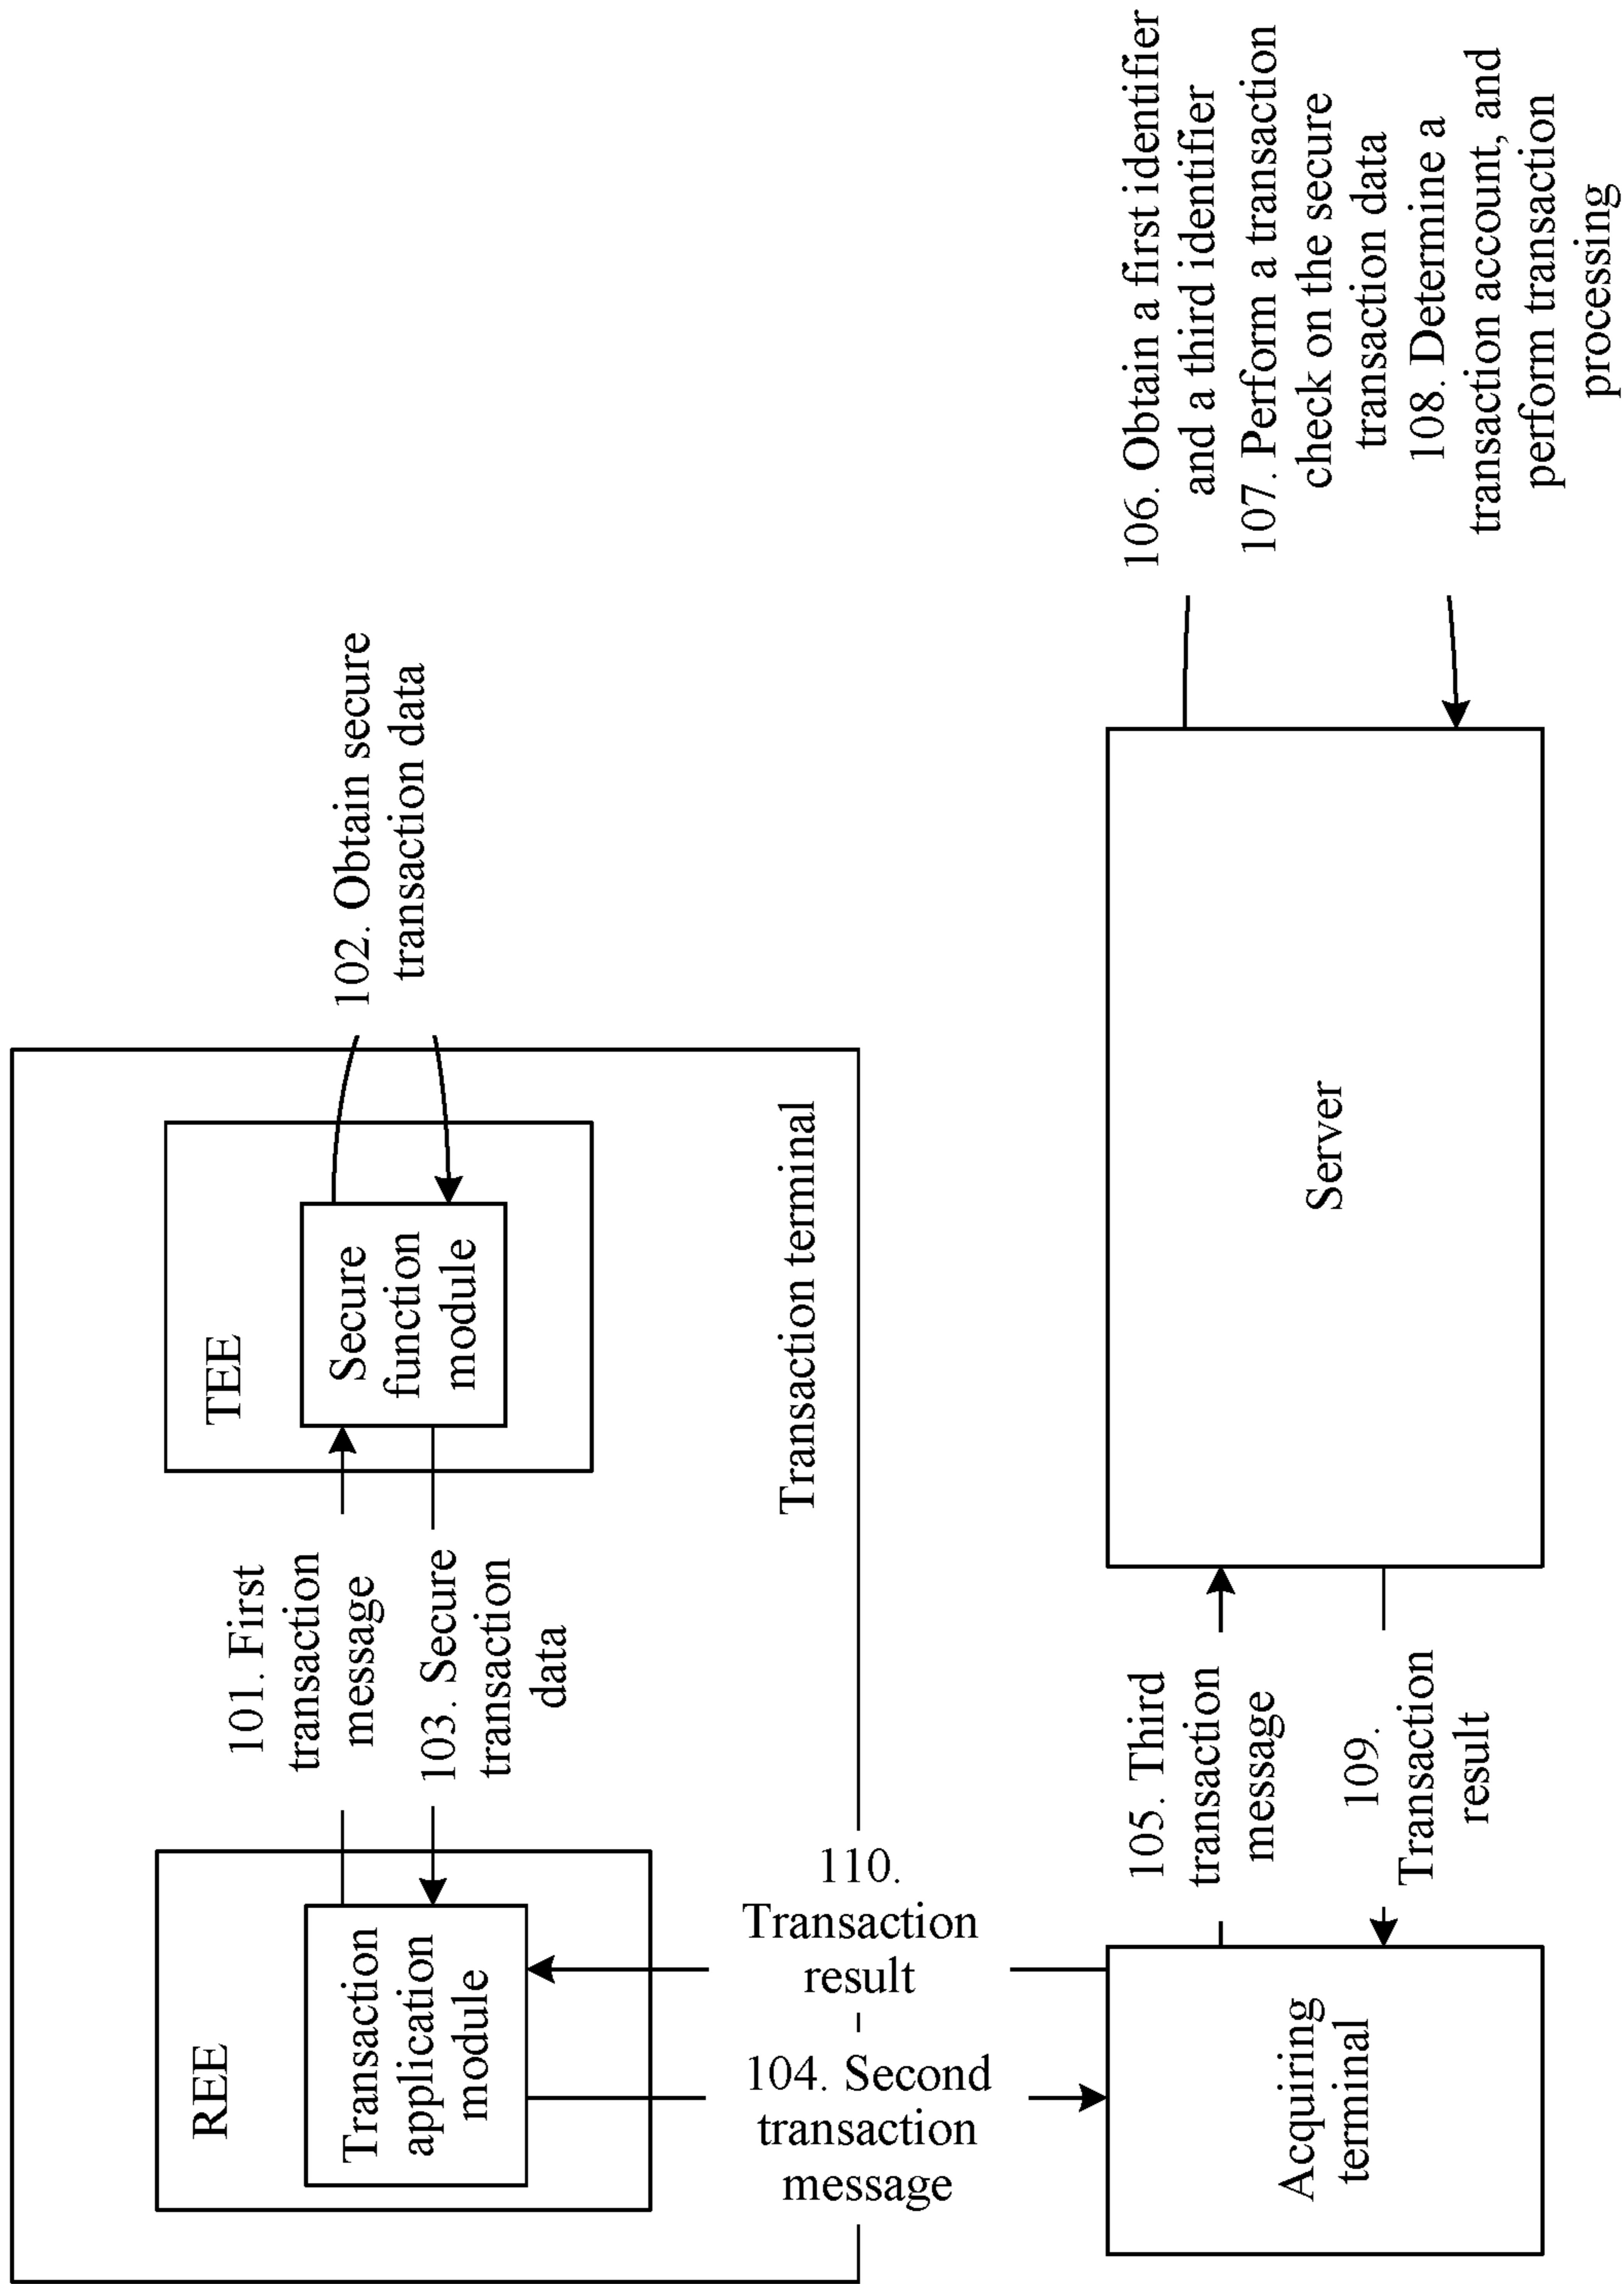 REE
Transaction
application
module
101. First
transaction
message
103. Secure
transaction
data
TEE
Secure
function
module
102. Obtain secure
transaction data
Transaction terminal
110.
Transaction
result
104. Second
transaction
message
Acquiring
terminal
105. Third
transaction
message
109.
Transaction
result
Server
106. Obtain a first identifier
and a third identifier
107. Perform a transaction
check on the secure
transaction data
108. Determine a
transaction account, and
perform transaction
processing